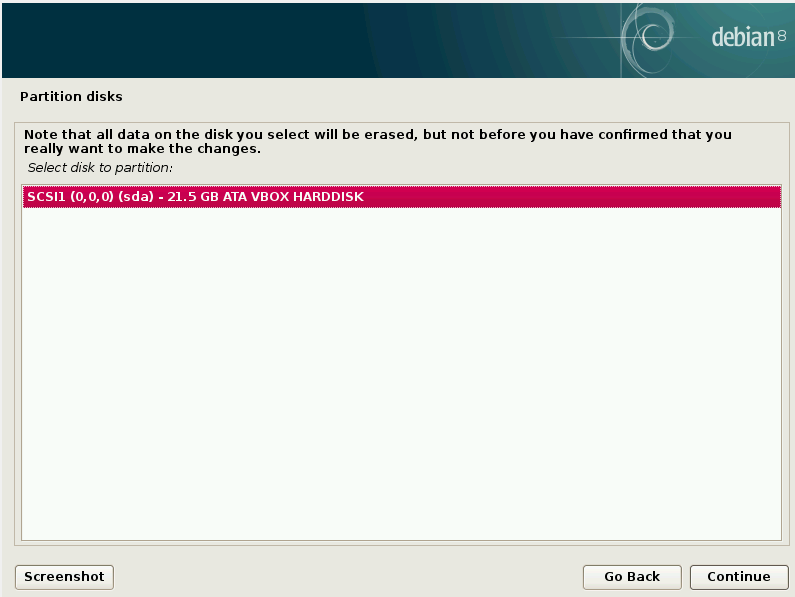 debian 8
Partition disks
Note that all data on the disk you select will be erased, but not before you have confirmed that you
really want to make the changes.
Select disk to partition:
SCSI1 (0,0,0) (sda) - 21.5 GB ATA VBOX HARDDISK
Screenshot
Go Back
Continue